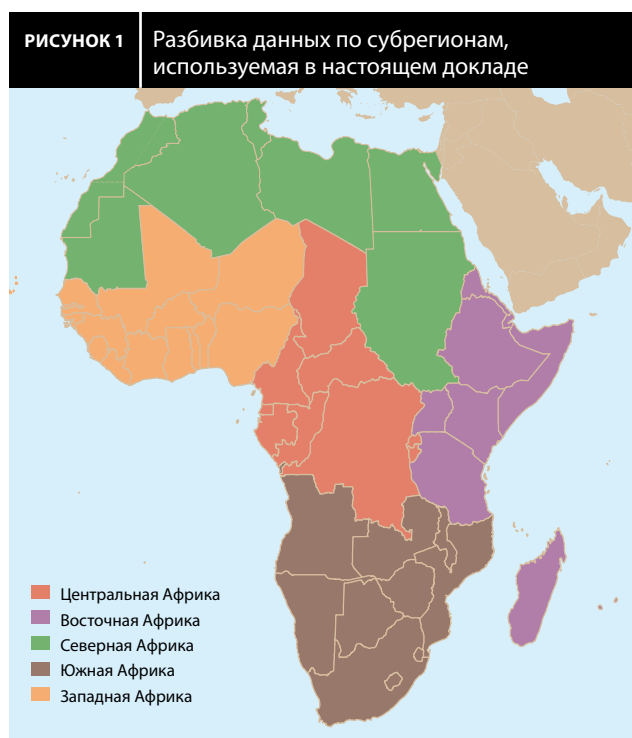 РИСУНОК 1
Разбивка данных по субрегионам,
используемая в настоящем докладе
Центральная Африка
Восточная Африка
Северная Африка
Южная Африка
Западная Африка